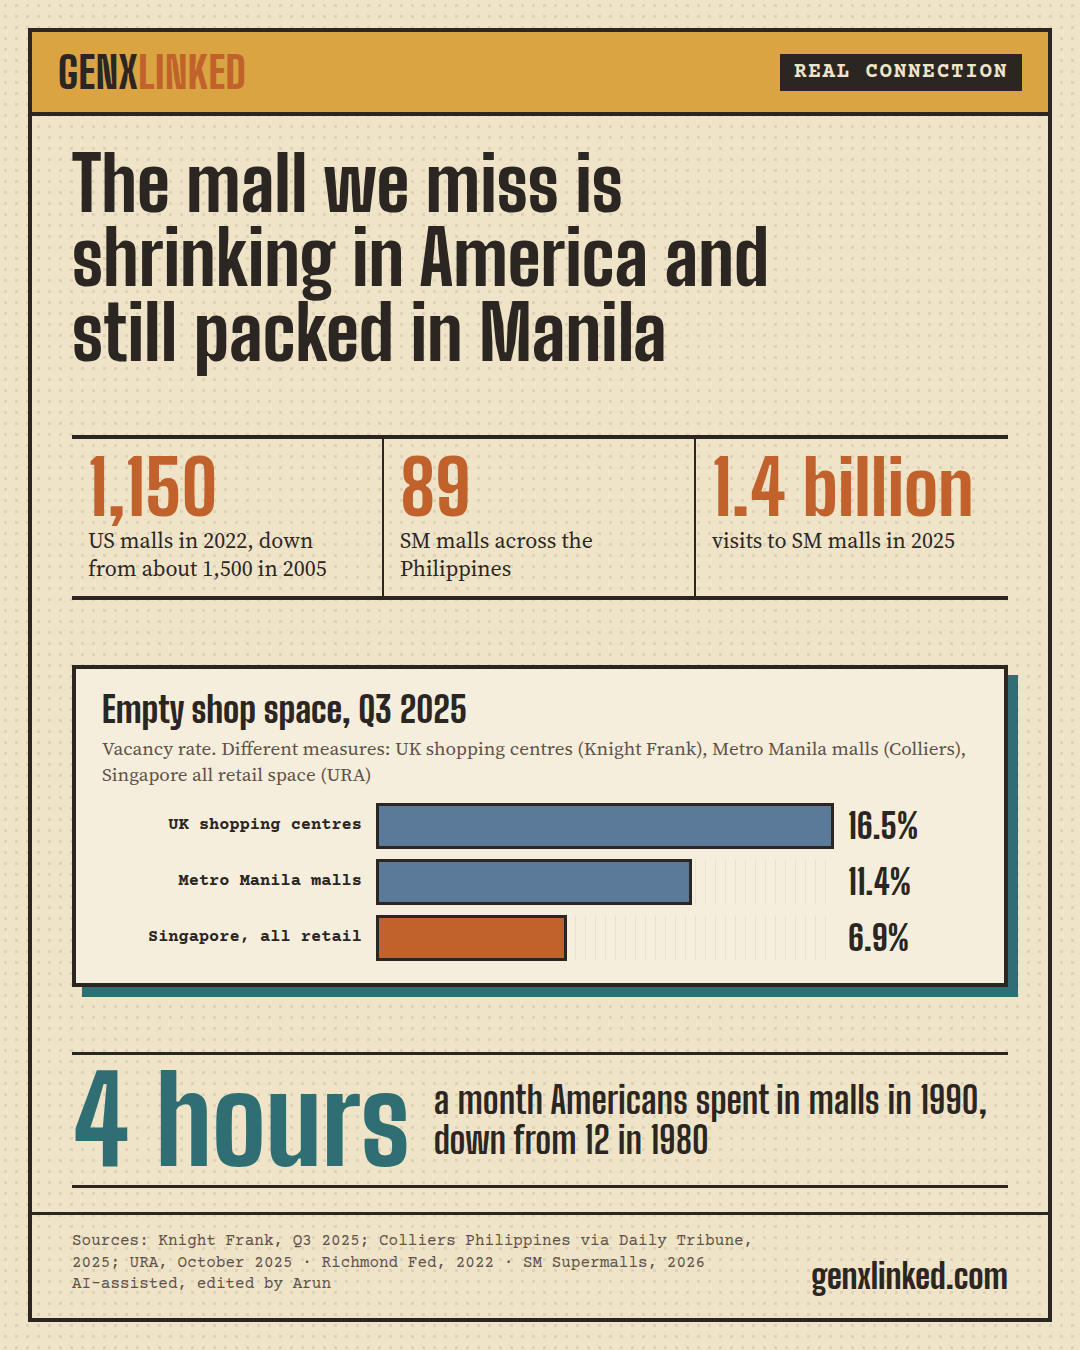 GENXLINKED
REAL CONNECTION
The mall we miss is
shrinking in America and
still packed in Manila
1,150
US malls in 2022, down
from about 1,500 in 2005
89
SM malls across the
Philippines
1.4 billion
visits to SM malls in 2025
Empty shop space, Q3 2025
Vacancy rate. Different measures: UK shopping centres (Knight Frank), Metro Manila malls (Colliers),
Singapore all retail space (URA)
UK shopping centres 16.5%
Metro Manila malls 11.4%
Singapore, all retail 6.9%
4 hours
a month Americans spent in malls in 1990,
down from 12 in 1980
Sources: Knight Frank, Q3 2025; Colliers Philippines via Daily Tribune,
2025; URA, October 2025 · Richmond Fed, 2022 · SM Supermalls, 2026
AI-assisted, edited by Arun
genxlinked.com